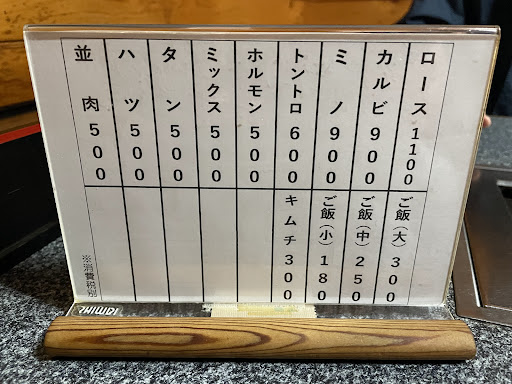 ロース 1100
カルビ 900
ミノ 900
トントロ 600
ホルモン 500
ミックス 500
タン 500
ハツ 500
並肉 500
ご飯(大) 300
ご飯(中) 250
ご飯(小) 180
キムチ 300
※消費税別